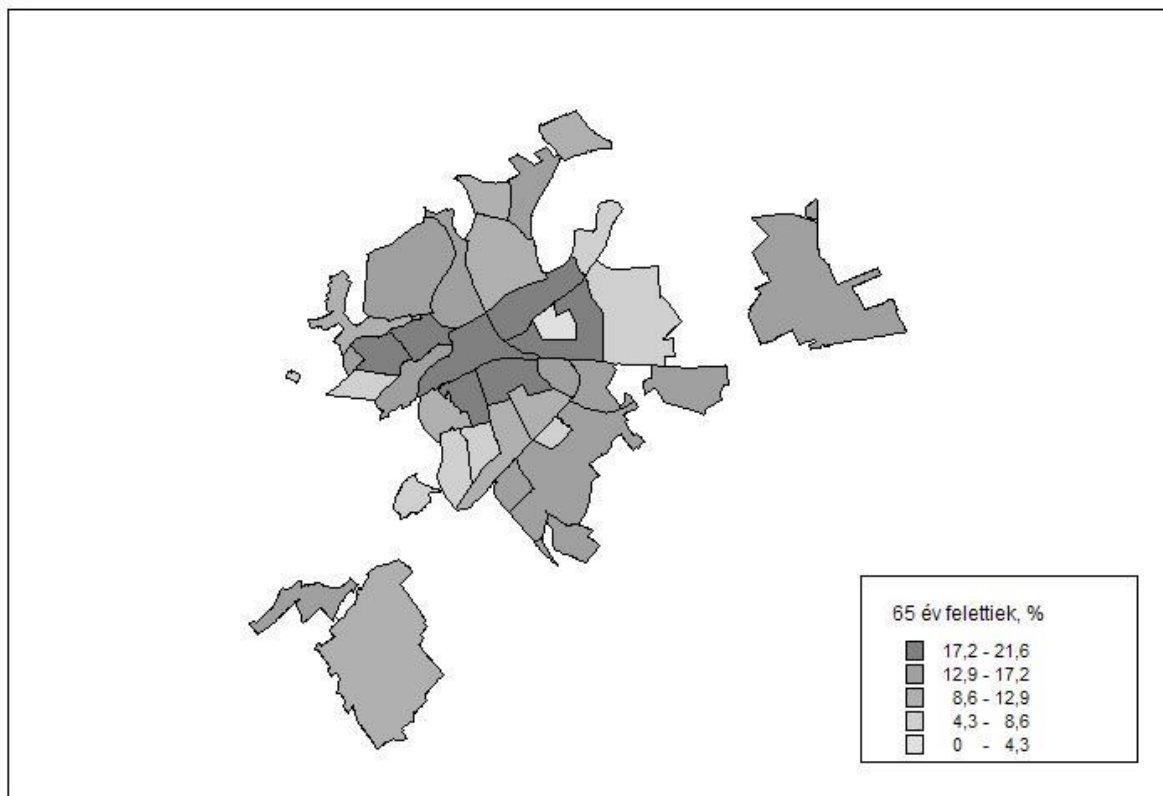 65 év felettiek, %
17,2 - 21,6
12,9 - 17,2
8,6 - 12,9
4,3 - 8,6
0 - 4,3